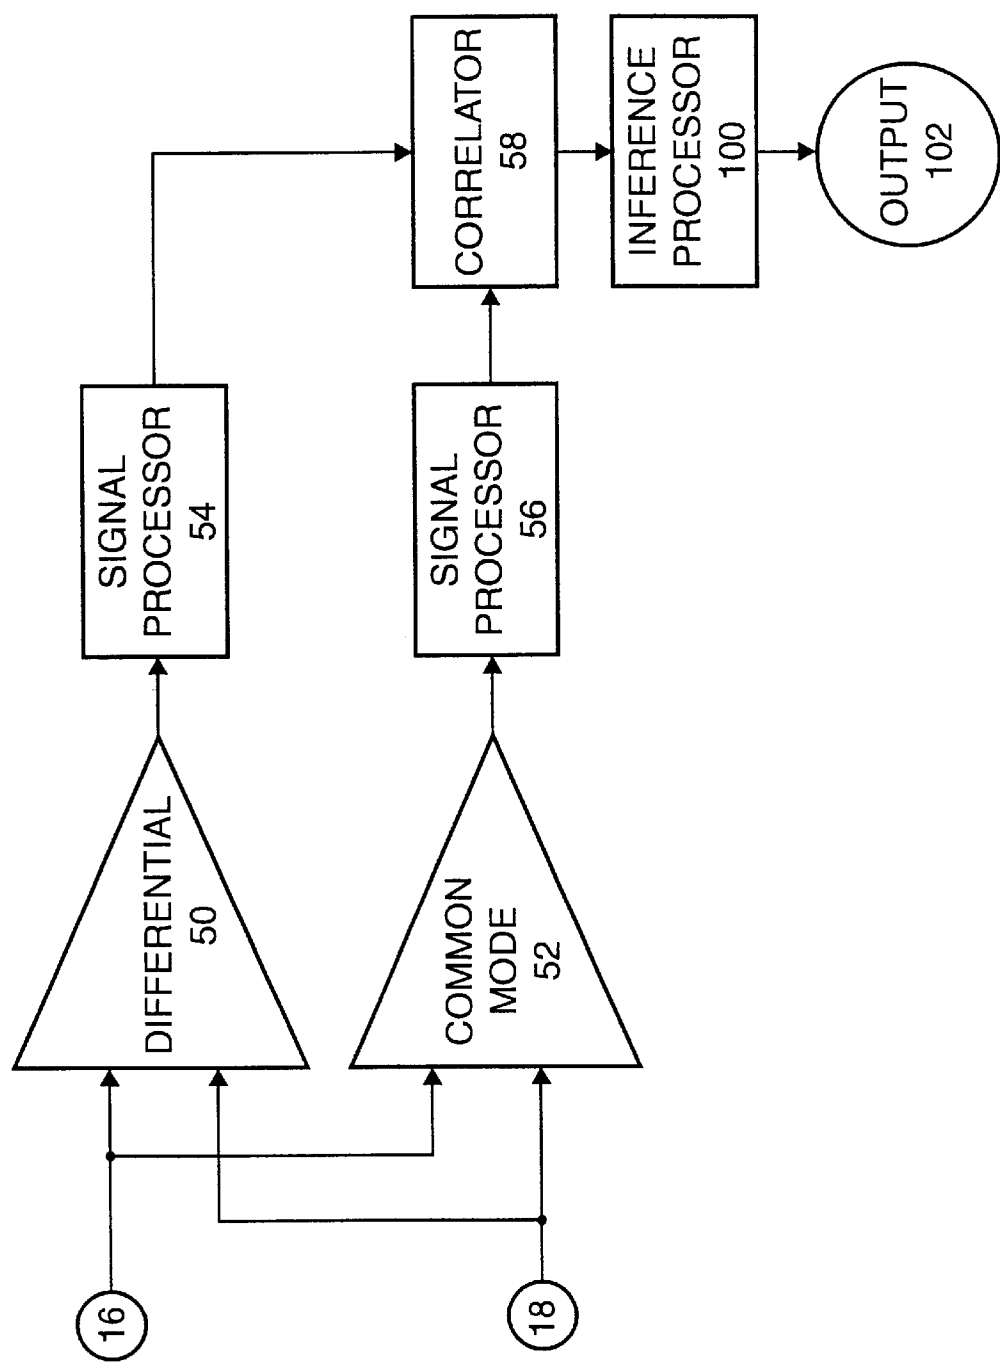 16
18
DIFFERENTIAL
50
COMMON
MODE
52
SIGNAL
PROCESSOR
54
SIGNAL
PROCESSOR
56
CORRELATOR
58
INFERENCE
PROCESSOR
100
OUTPUT
102